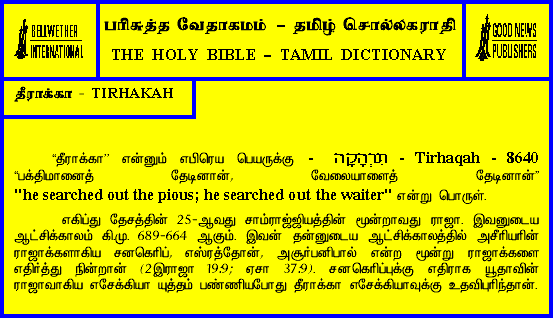 BELLWETHER
INTERNATIONAL
பரிசுத்த வேதாகமம் – தமிழ் சொல்லகராதி
THE HOLY BIBLE – TAMIL DICTIONARY
GOOD NEWS
PUBLISHERS
தீராக்கா - TIRHAKAH
“தீராக்கா” என்னும் எபிரெய பெயருக்கு - תִּרְהָקָה - Tirhaqah - 8640
“பக்திமானைத் தேடினான், வேலையாளைத் தேடினான்”
"he searched out the pious; he searched out the waiter" என்று பொருள்.
எகிப்து தேசத்தின் 25-ஆவது சாம்ராஜ்ஜியத்தின் மூன்றாவது ராஜா. இவனுடைய
ஆட்சிக்காலம் கி.மு. 689-664 ஆகும். இவன் தன்னுடைய ஆட்சிக்காலத்தில் அசீரியரின்
ராஜாக்களாகிய சனகெரிப், எஸ்ரத்தோன், அசூர்பனிபால் என்ற மூன்று ராஜாக்களை
எதிர்த்து நின்றான் (2இராஜா 19:9; ஏசா 37:9). சனகெரிப்புக்கு எதிராக யூதாவின்
ராஜாவாகிய எசேக்கியா யுத்தம் பண்ணியபோது தீராக்கா எசேக்கியாவுக்கு உதவிபுரிந்தான்.